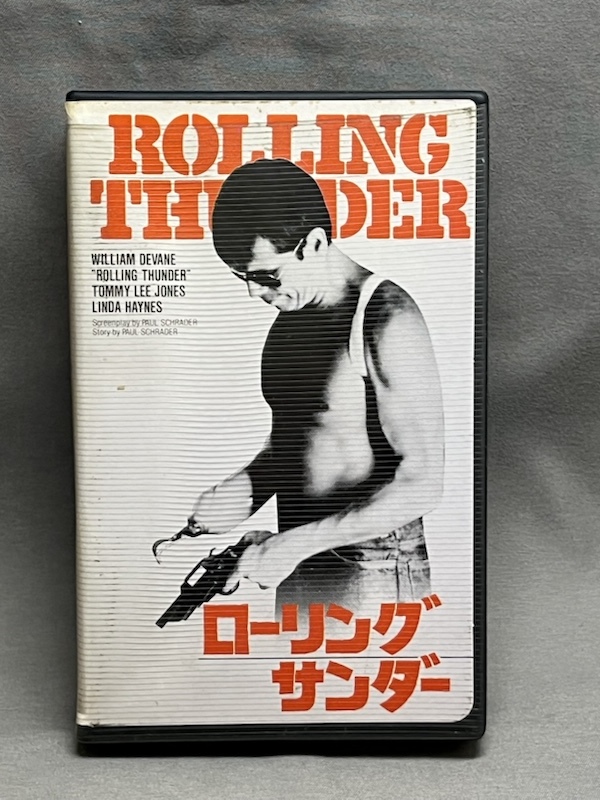 ROLLING
THUNDER
WILLIAM DEVANE
"ROLLING THUNDER"
TOMMY LEE JONES
LINDA HAYNES
Screenplay by PAUL SCHRADER
Story by PAUL SCHRADER
ローリング
サンダー